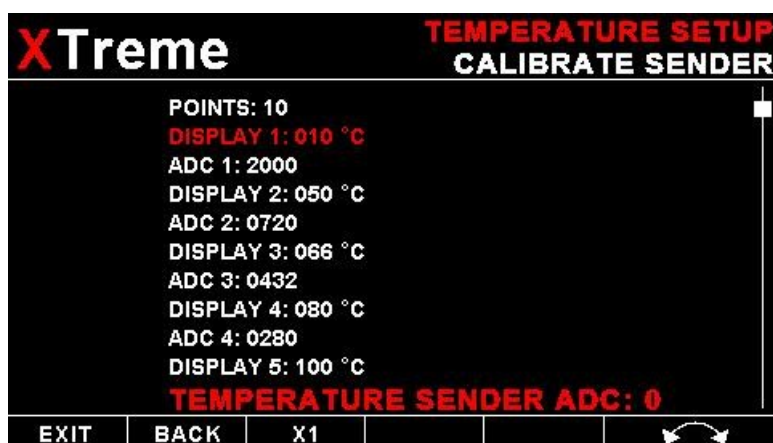 XTreme
TEMPERATURE SETUP
CALIBRATE SENDER
POINTS: 10
DISPLAY 1: 010 °C
ADC 1: 2000
DISPLAY 2: 050 °C
ADC 2: 0720
DISPLAY 3: 066 °C
ADC 3: 0432
DISPLAY 4: 080 °C
ADC 4: 0280
DISPLAY 5: 100 °C
TEMPERATURE SENDER ADC: 0
EXIT BACK X1